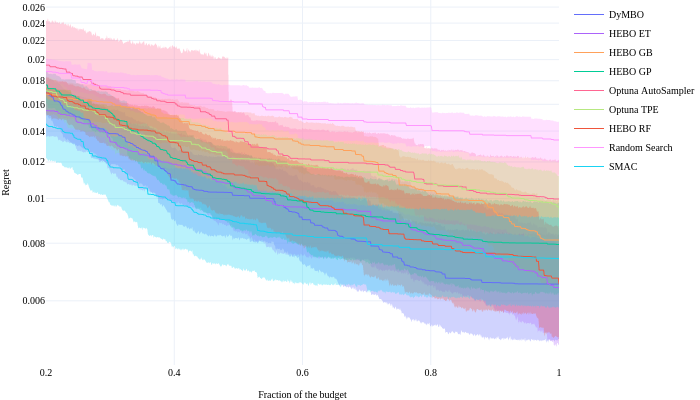 0.026
0.024
0.022
0.02
0.018
0.016
0.014
0.012
0.01
0.008
0.006
Regret
0.2
0.4
0.6
0.8
1
Fraction of the budget
DyMBO
HEBO ET
HEBO GB
HEBO GP
Optuna AutoSampler
Optuna TPE
HEBO RF
Random Search
SMAC